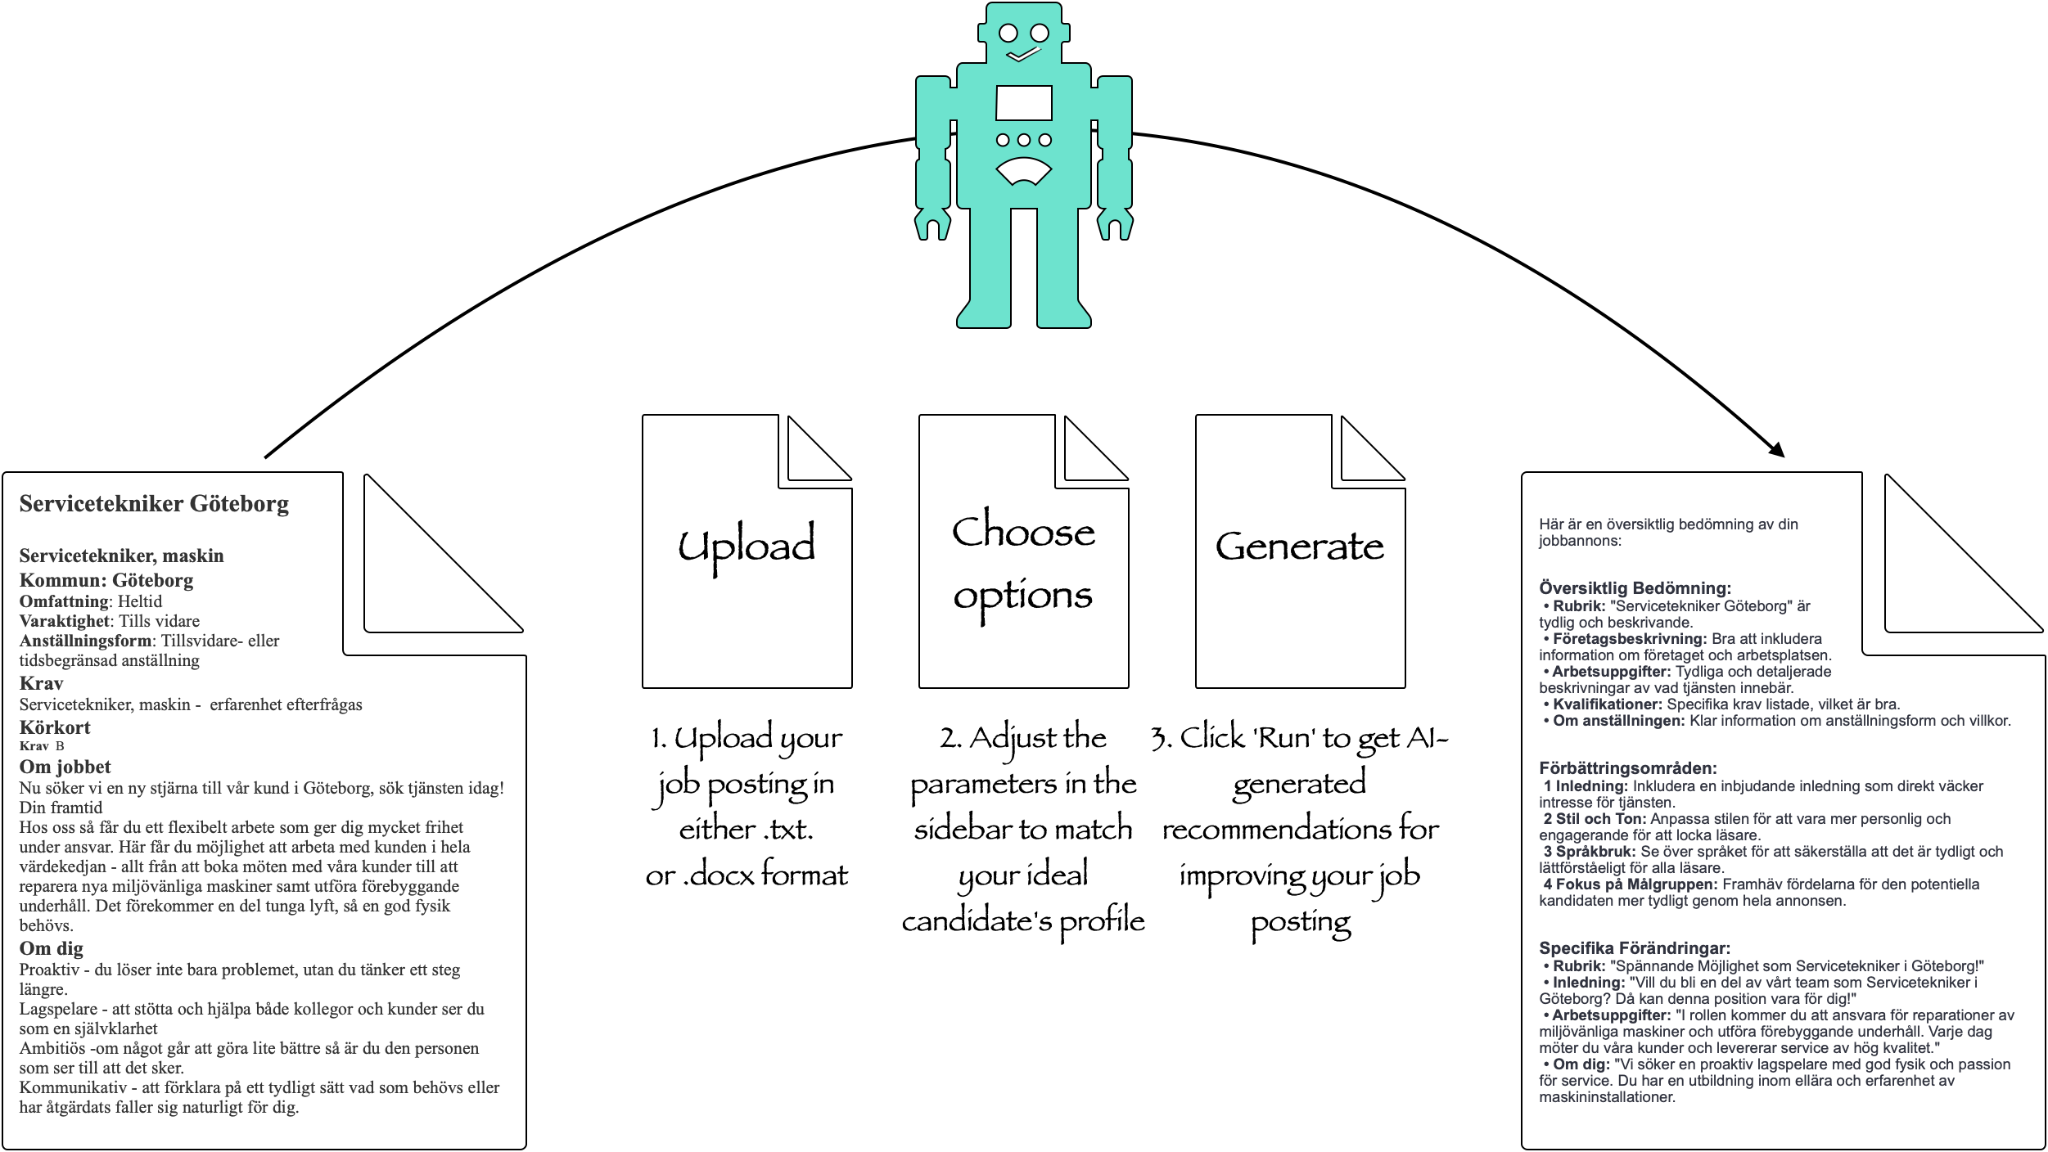 Servicetekniker Göteborg
Servicetekniker, maskin
Kommun: Göteborg
Omfattning: Heltid
Varaktighet: Tills vidare
Anställningsform: Tillsvidare- eller
tidsbegränsad anställning
Krav
Servicetekniker, maskin - erfarenhet efterfrågas
Körkort
Krav B
Om jobbet
Nu söker vi en ny stjärna till vår kund i Göteborg, sök tjänsten idag!
Din framtid
Hos oss så får du ett flexibelt arbete som ger dig mycket frihet
under ansvar. Här får du möjlighet att arbeta med kunden i hela
värdekedjan - allt från att boka möten med våra kunder till att
reparera nya miljövänliga maskiner samt utföra förebyggande
underhåll. Det förekommer en del tunga lyft, så en god fysik
behövs.
Om dig
Proaktiv - du löser inte bara problemet, utan du tänker ett steg
längre.
Lagspelare - att stötta och hjälpa både kollegor och kunder ser du
som en självklarhet
Ambitiös -om något går att göra lite bättre så är du den personen
som ser till att det sker.
Kommunikativ - att förklara på ett tydligt sätt vad som behövs eller
har åtgärdats faller sig naturligt för dig.
Upload
1. Upload your
job posting in
either .txt.
or .docx format
Choose
options
2. Adjust the
parameters in the
sidebar to match
your ideal
candidate's profile
Generate
3. Click 'Run' to get AI-
generated
recommendations for
improving your job
posting
Här är en översiktlig bedömning av din
jobbannons:
Översiktlig Bedömning:
• Rubrik: "Servicetekniker Göteborg" är
tydlig och beskrivande.
• Företagsbeskrivning: Bra att inkludera
information om företaget och arbetsplatsen.
• Arbetsuppgifter: Tydliga och detaljerade
beskrivningar av vad tjänsten innebär.
• Kvalifikationer: Specifika krav listade, vilket är bra.
• Om anställningen: Klar information om anställningsform och villkor.
Förbättringsområden:
1 Inledning: Inkludera en inbjudande inledning som direkt väcker
intresse för tjänsten.
2 Stil och Ton: Anpassa stilen för att vara mer personlig och
engagerande för att locka läsare.
3 Språkbruk: Se över språket för att säkerställa att det är tydligt och
lättförståeligt för alla läsare.
4 Fokus på Målgruppen: Framhäv fördelarna för den potentiella
kandidaten mer tydligt genom hela annonsen.
Specifika Förändringar:
• Rubrik: "Spännande Möjlighet som Servicetekniker i Göteborg!"
• Inledning: "Vill du bli en del av vårt team som Servicetekniker i
Göteborg? Då kan denna position vara för dig!"
• Arbetsuppgifter: "I rollen kommer du att ansvara för reparationer av
miljövänliga maskiner och utföra förebyggande underhåll. Varje dag
möter du våra kunder och levererar service av hög kvalitet."
• Om dig: "Vi söker en proaktiv lagspelare med god fysik och passion
för service. Du har en utbildning inom ellära och erfarenhet av
maskininstallationer.